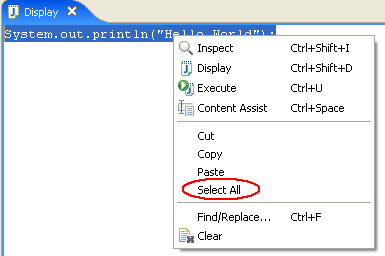 Display
System.out.println("Hello World");
Inspect Ctrl+Shift+I
Display Ctrl+Shift+D
Execute Ctrl+U
Content Assist Ctrl+Space
Cut
Copy
Paste
Select All
Find/Replace... Ctrl+F
Clear